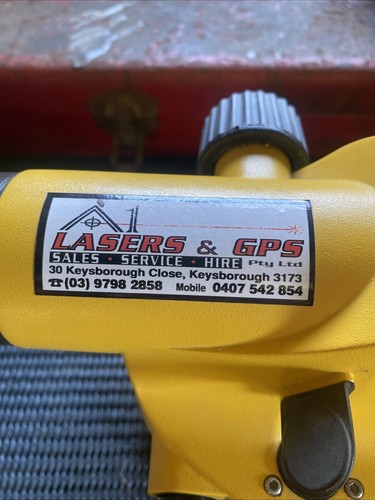 A1
LASERS & GPS
SALES • SERVICE • HIRE Pty Ltd
30 Keysborough Close, Keysborough 3173
☎(03) 9798 2858 Mobile 0407 542 854